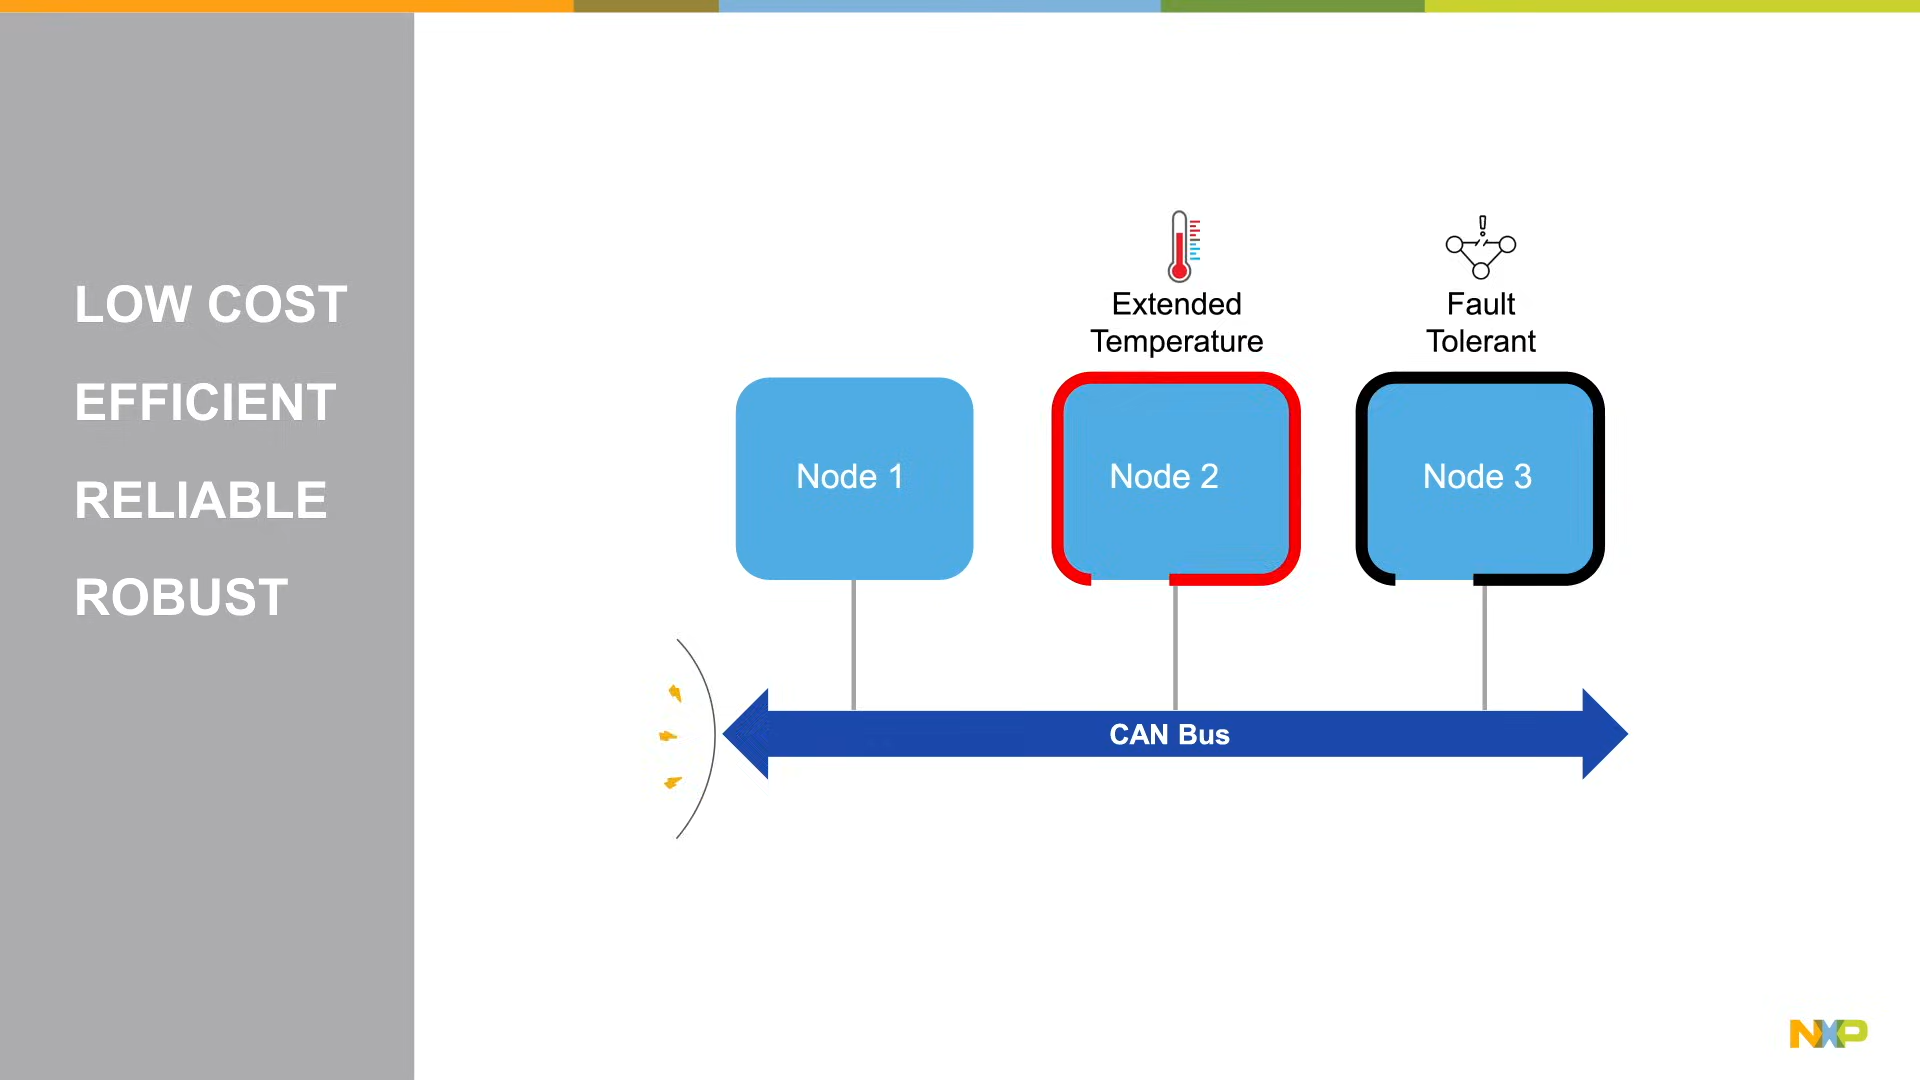 LOW COST
EFFICIENT
RELIABLE
ROBUST
Extended
Temperature
Fault
Tolerant
Node 1
Node 2
Node 3
CAN Bus
NXP